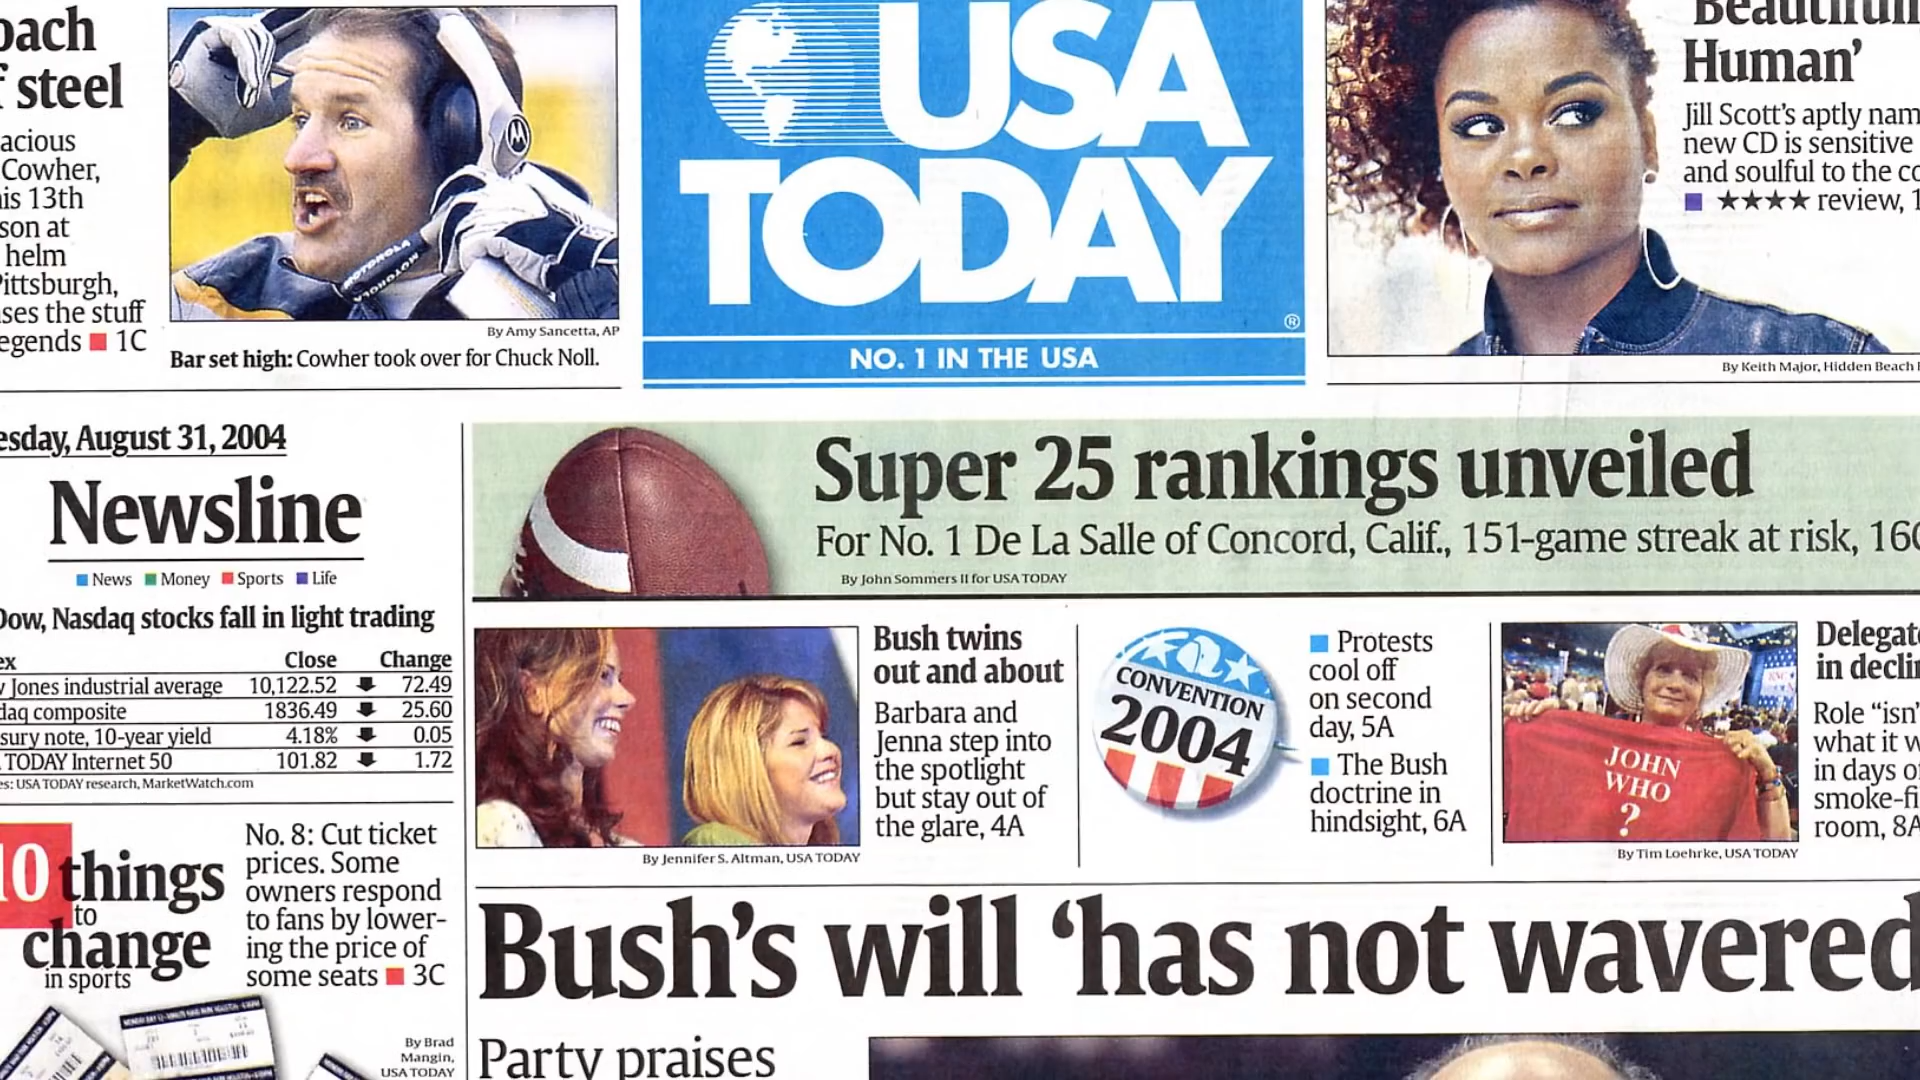 oach
f steel
acious
Cowher,
his 13th
son at
helm
Pittsburgh,
ses the stuff
egends 1C
MOTOROLA
By Amy Sancetta, AP
Bar set high: Cowher took over for Chuck Noll.
USA
TODAY
®
NO. 1 IN THE USA
Beautifully
Human’
Jill Scott’s aptly nam
new CD is sensitive
and soulful to the co
★★★★ review, 1
By Keith Major, Hidden Beach
esday, August 31, 2004
Newsline
News Money Sports Life
Dow, Nasdaq stocks fall in light trading
ex Close Change
w Jones industrial average 10,122.52 72.49
daq composite 1836.49 25.60
sury note, 10-year yield 4.18% 0.05
TODAY Internet 50 101.82 1.72
es: USA TODAY research, MarketWatch.com
10 things
to
change
in sports
No. 8: Cut ticket
prices. Some
owners respond
to fans by lower-
ing the price of
some seats 3C
By Brad
Mangin,
USA TODAY
Super 25 rankings unveiled
For No. 1 De La Salle of Concord, Calif., 151-game streak at risk, 16C
By John Sommers II for USA TODAY
By Jennifer S. Altman, USA TODAY
Bush twins
out and about
Barbara and
Jenna step into
the spotlight
but stay out of
the glare, 4A
CONVENTION
2004
Protests
cool off
on second
day, 5A
The Bush
doctrine in
hindsight, 6A
JOHN
WHO
?
By Tim Loehrke, USA TODAY
Delegate
in declin
Role “isn’
what it w
in days o
smoke-fi
room, 8A
Bush’s will ‘has not wavered
Party praises